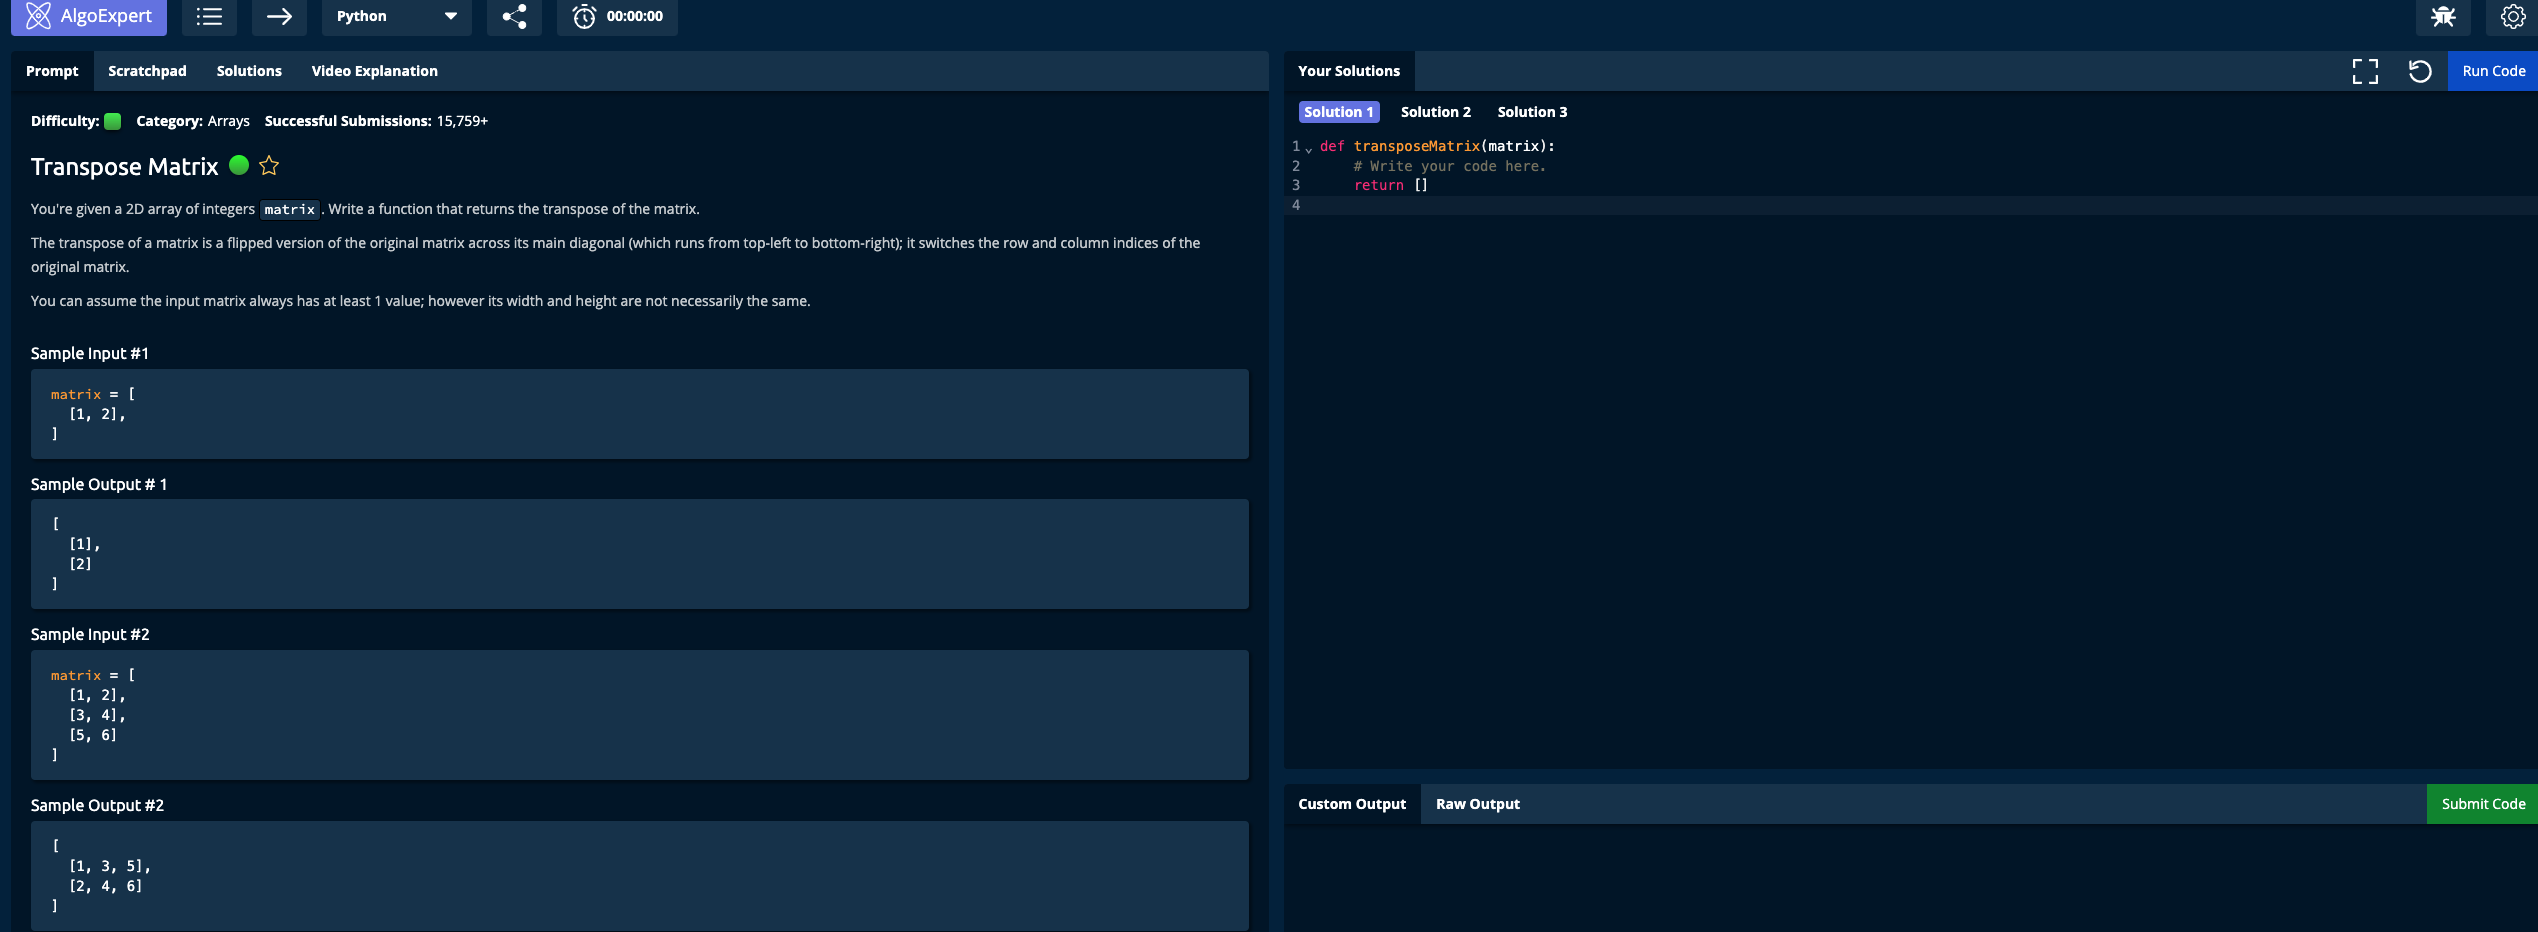 AlgoExpert
Python
00:00:00
Prompt
Scratchpad
Solutions
Video Explanation
Difficulty: Category: Arrays Successful Submissions: 15,759+
Transpose Matrix
You're given a 2D array of integers matrix. Write a function that returns the transpose of the matrix.
The transpose of a matrix is a flipped version of the original matrix across its main diagonal (which runs from top-left to bottom-right); it switches the row and column indices of the
original matrix.
You can assume the input matrix always has at least 1 value; however its width and height are not necessarily the same.
Sample Input #1
matrix = [
  [1, 2],
]
Sample Output # 1
[
  [1],
  [2]
]
Sample Input #2
matrix = [
  [1, 2],
  [3, 4],
  [5, 6]
]
Sample Output #2
[
  [1, 3, 5],
  [2, 4, 6]
]
Your Solutions
Run Code
Solution 1
Solution 2
Solution 3
1 def transposeMatrix(matrix):
2     # Write your code here.
3     return []
4
Custom Output
Raw Output
Submit Code